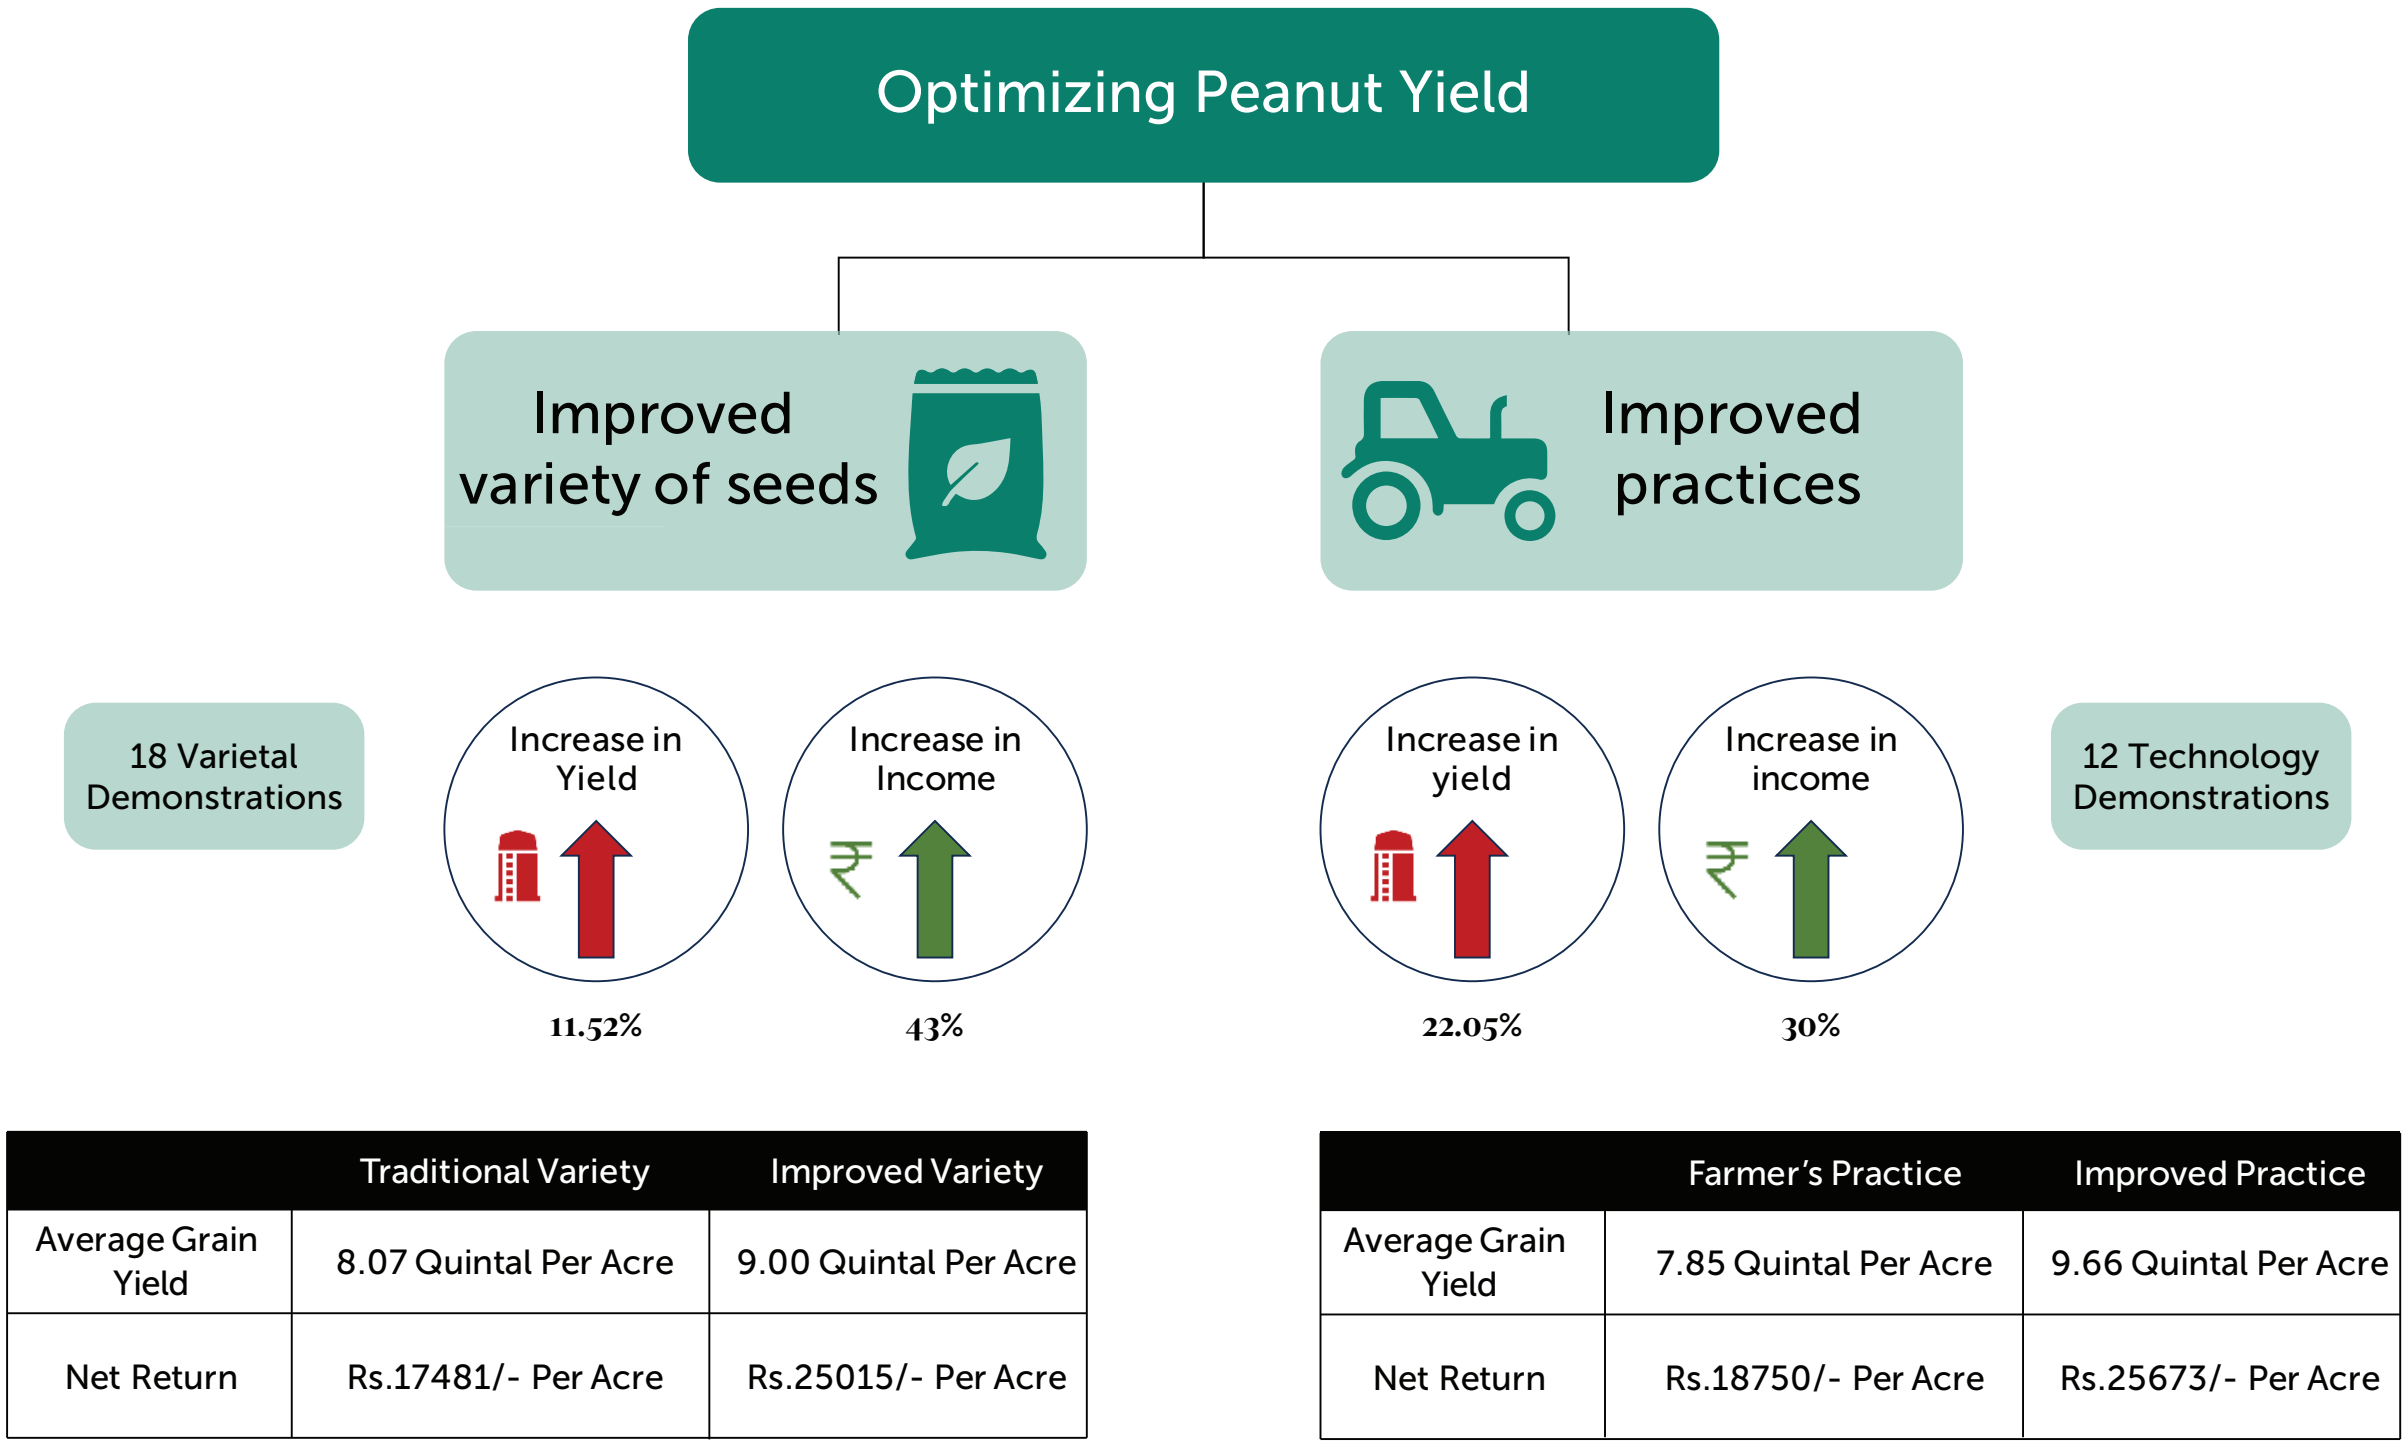 Optimizing Peanut Yield
Improved
variety of seeds
Improved
practices
18 Varietal
Demonstrations
Increase in
Yield
₹
Increase in
Income
Increase in
yield
₹
Increase in
income
12 Technology
Demonstrations
11.52%
43%
22.05%
30%
Traditional Variety
Improved Variety
Average Grain
Yield
8.07 Quintal Per Acre
9.00 Quintal Per Acre
Net Return
Rs.17481/- Per Acre
Rs.25015/- Per Acre
Farmer’s Practice
Improved Practice
Average Grain
Yield
7.85 Quintal Per Acre
9.66 Quintal Per Acre
Net Return
Rs.18750/- Per Acre
Rs.25673/- Per Acre